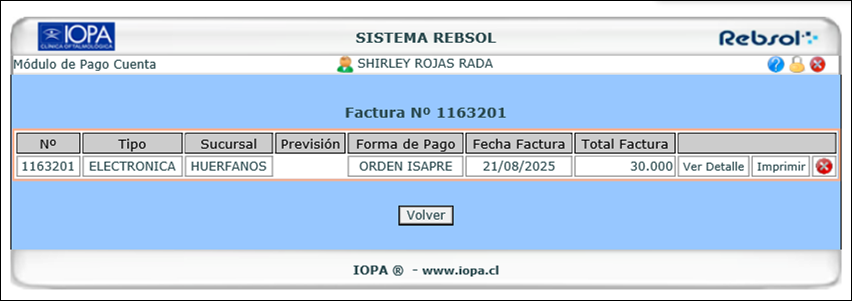 IOPA
CLÍNICA OFTALMOLÓGICA
SISTEMA REBSOL
Rebsol
Módulo de Pago Cuenta
SHIRLEY ROJAS RADA
?
Factura Nº 1163201
Nº Tipo Sucursal Previsión Forma de Pago Fecha Factura Total Factura
1163201 ELECTRONICA HUERFANOS ORDEN ISAPRE 21/08/2025 30.000 Ver Detalle Imprimir
Volver
IOPA ® - www.iopa.cl